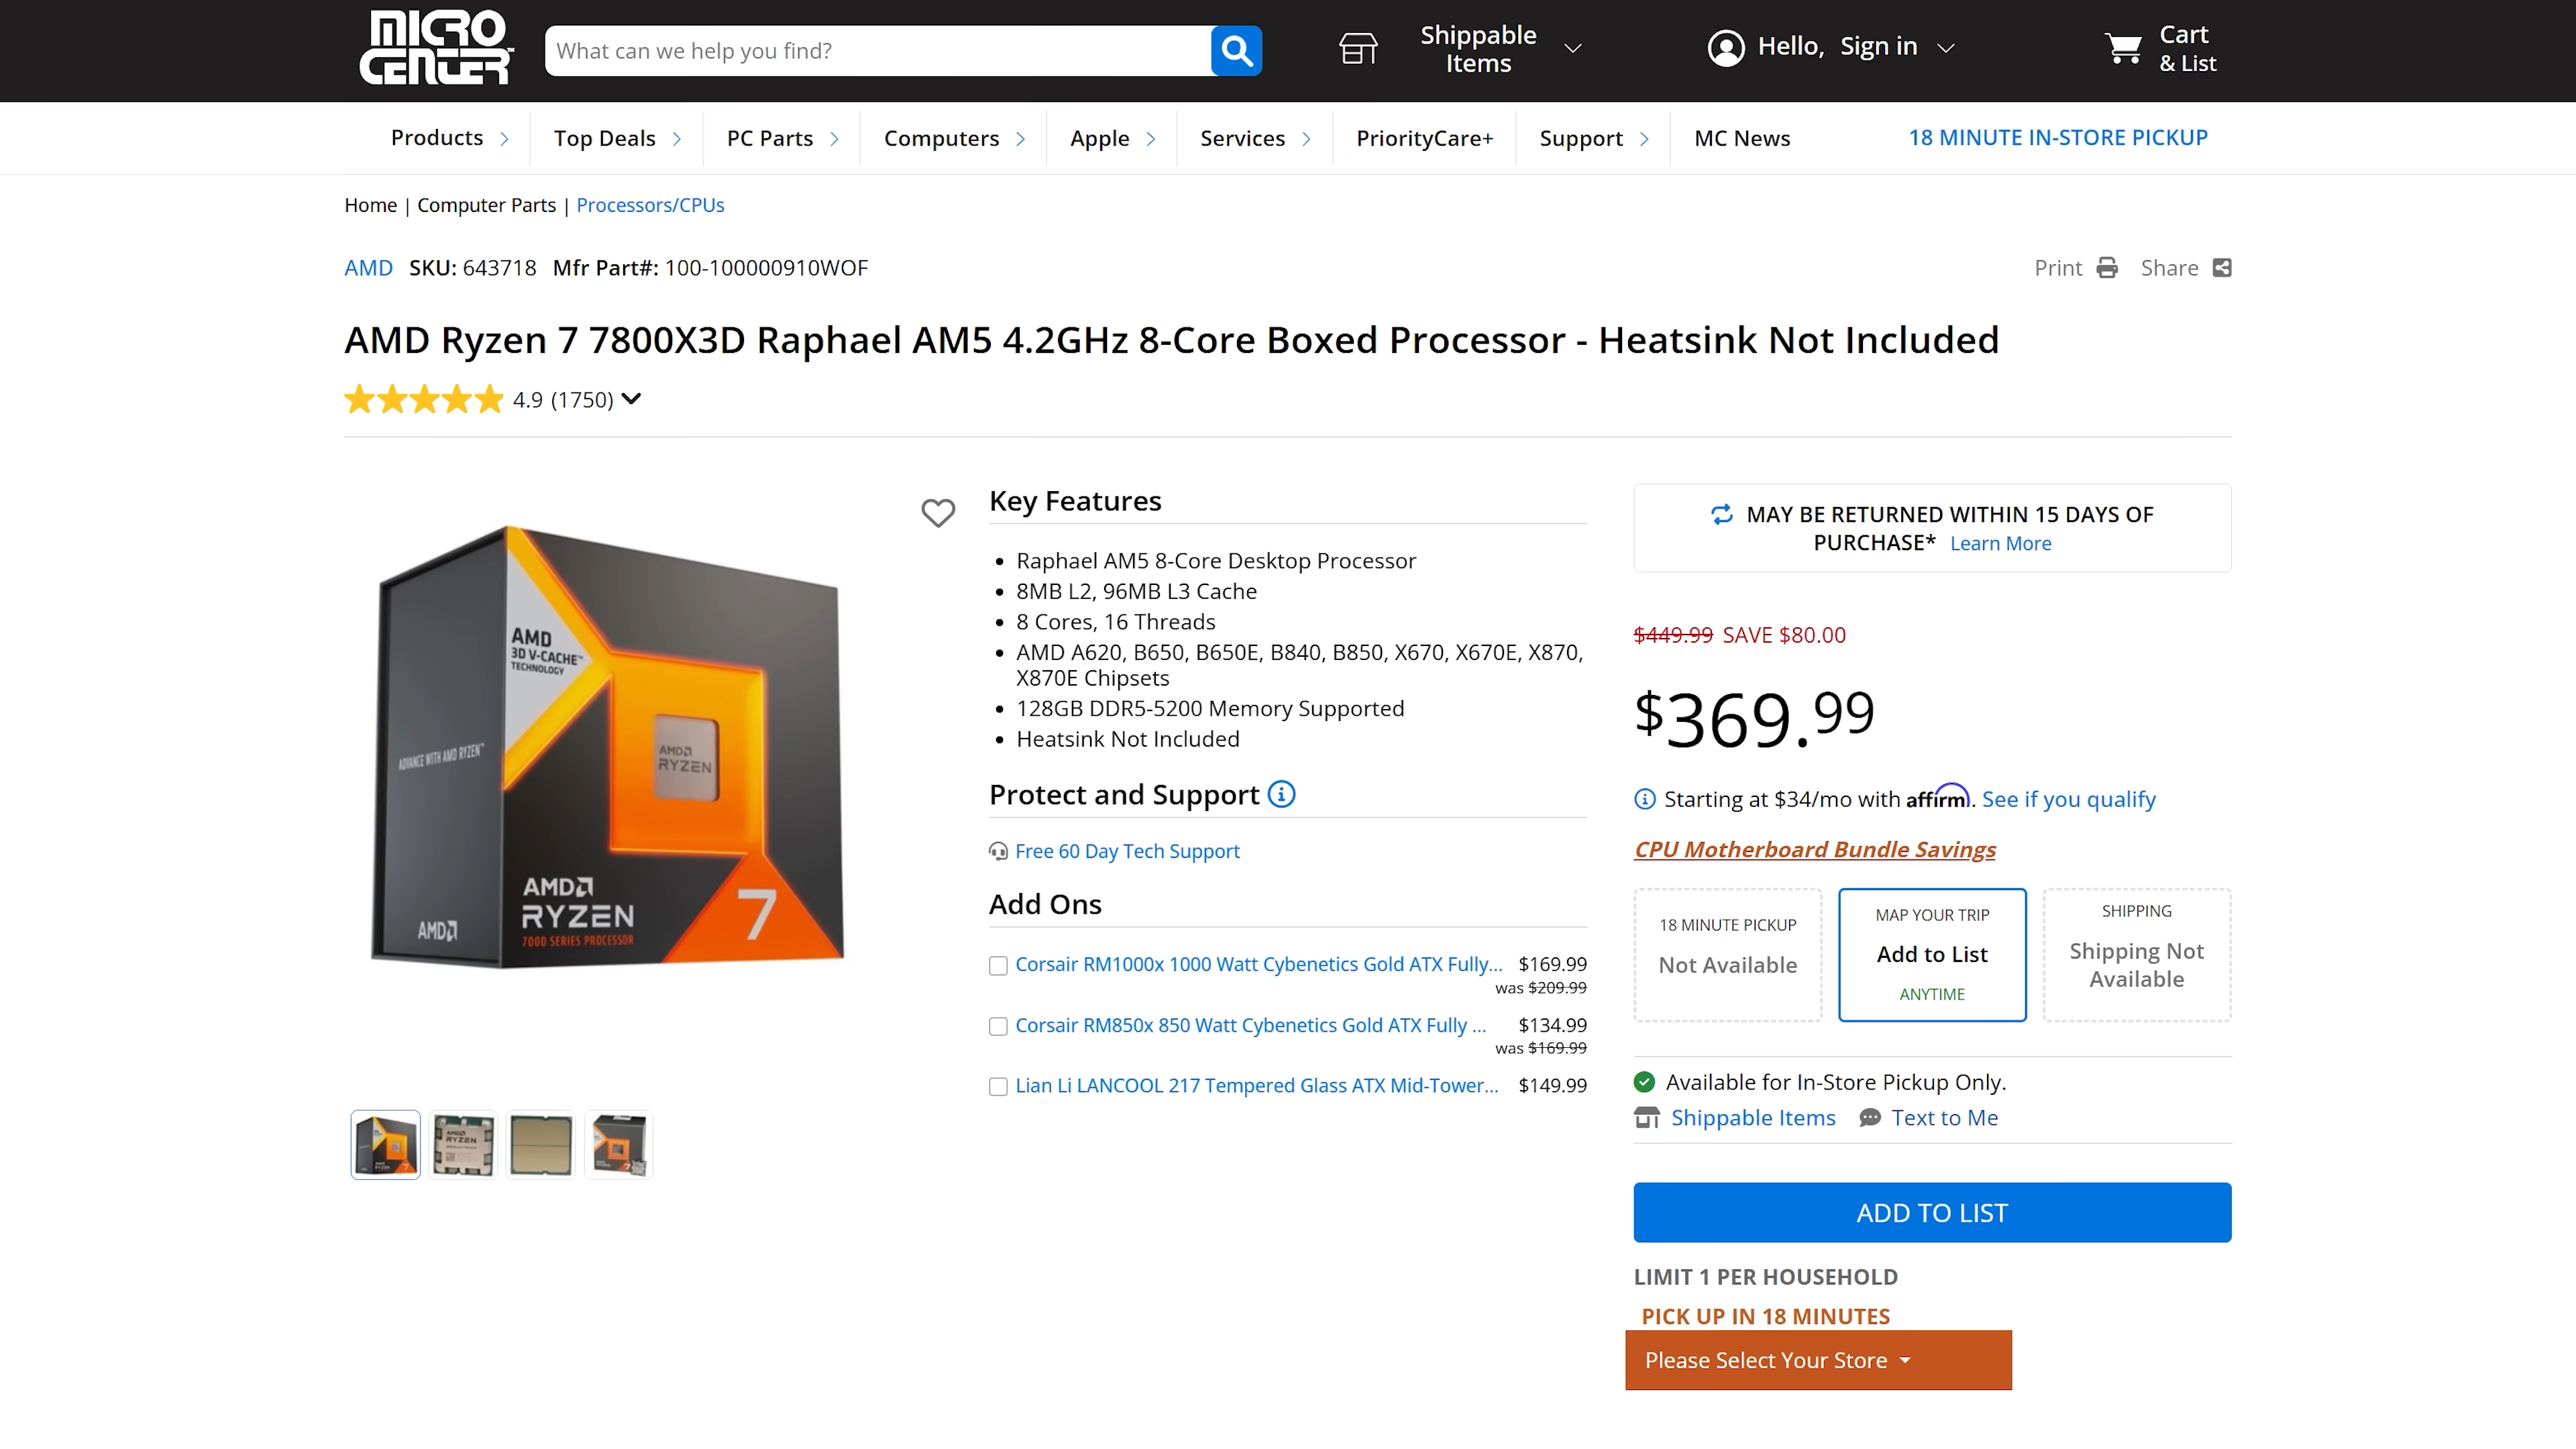 MICRO CENTER
What can we help you find?
Shippable
Items
Hello, Sign in
Cart
& List
Products
Top Deals
PC Parts
Computers
Apple
Services
PriorityCare+
Support
MC News
18 MINUTE IN-STORE PICKUP
Home | Computer Parts | Processors/CPUs
AMD SKU: 643718 Mfr Part#: 100-100000910WOF
Print
Share
AMD Ryzen 7 7800X3D Raphael AM5 4.2GHz 8-Core Boxed Processor - Heatsink Not Included
4.9 (1750)
AMD
3D V-CACHE™
TECHNOLOGY
ADVANCE WITH AMD RYZEN™
AMD
RYZEN
AMD
AMD
RYZEN
7000 SERIES PROCESSOR
7
Key Features
• Raphael AM5 8-Core Desktop Processor
• 8MB L2, 96MB L3 Cache
• 8 Cores, 16 Threads
• AMD A620, B650, B650E, B840, B850, X670, X670E, X870,
X870E Chipsets
• 128GB DDR5-5200 Memory Supported
• Heatsink Not Included
Protect and Support
Free 60 Day Tech Support
Add Ons
Corsair RM1000x 1000 Watt Cybenetics Gold ATX Fully... $169.99
was $209.99
Corsair RM850x 850 Watt Cybenetics Gold ATX Fully ... $134.99
was $169.99
Lian Li LANCOOL 217 Tempered Glass ATX Mid-Tower... $149.99
MAY BE RETURNED WITHIN 15 DAYS OF
PURCHASE* Learn More
$449.99 SAVE $80.00
$369.99
Starting at $34/mo with affirm. See if you qualify
CPU Motherboard Bundle Savings
18 MINUTE PICKUP
Not Available
MAP YOUR TRIP
Add to List
ANYTIME
SHIPPING
Shipping Not
Available
Available for In-Store Pickup Only.
Shippable Items
Text to Me
ADD TO LIST
LIMIT 1 PER HOUSEHOLD
PICK UP IN 18 MINUTES
Please Select Your Store